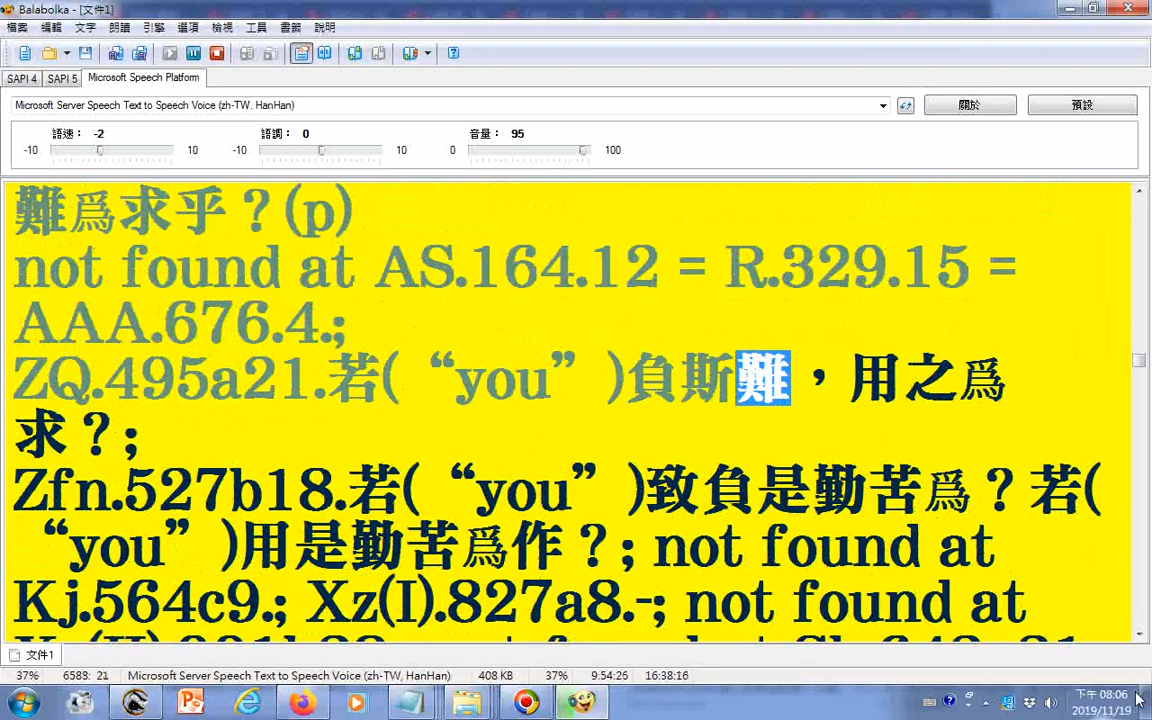 Balabolka - [文件1]
檔案 編輯 文字 朗讀 引擎 選項 檢視 工具 書籤 說明
SAPI 4 SAPI 5 Microsoft Speech Platform
Microsoft Server Speech Text to Speech Voice (zh-TW, HanHan) 關於 預設
語速： -2 語調： 0 音量： 95
-10 10 -10 10 0 100
難爲求乎？(p)
not found at AS.164.12 = R.329.15 =
AAA.676.4.;
ZQ.495a21.若(“you”)負斯難，用之爲
求？;
Zfn.527b18.若(“you”)致負是勤苦爲？若(
“you”)用是勤苦爲作？; not found at
Kj.564c9.; Xz(I).827a8.-; not found at
文件1
37% 6588: 21 Microsoft Server Speech Text to Speech Voice (zh-TW, HanHan) 408 KB 37% 9:54:25 16:38:16
下午 08:06
2019/11/19